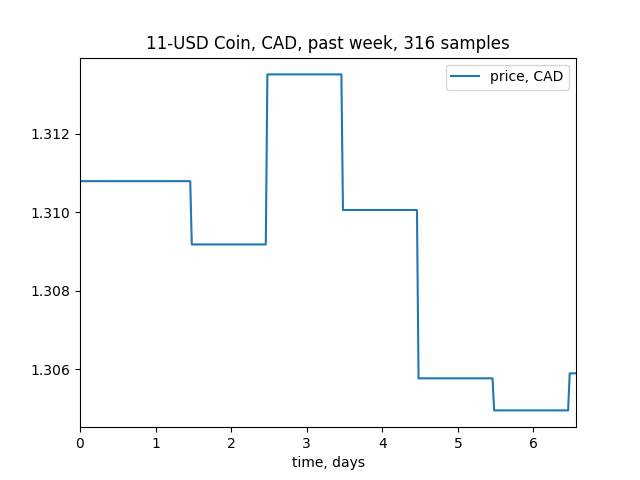 11-USD Coin, CAD, past week, 316 samples
price, CAD
1.312
1.310
1.308
1.306
0 1 2 3 4 5 6
time, days